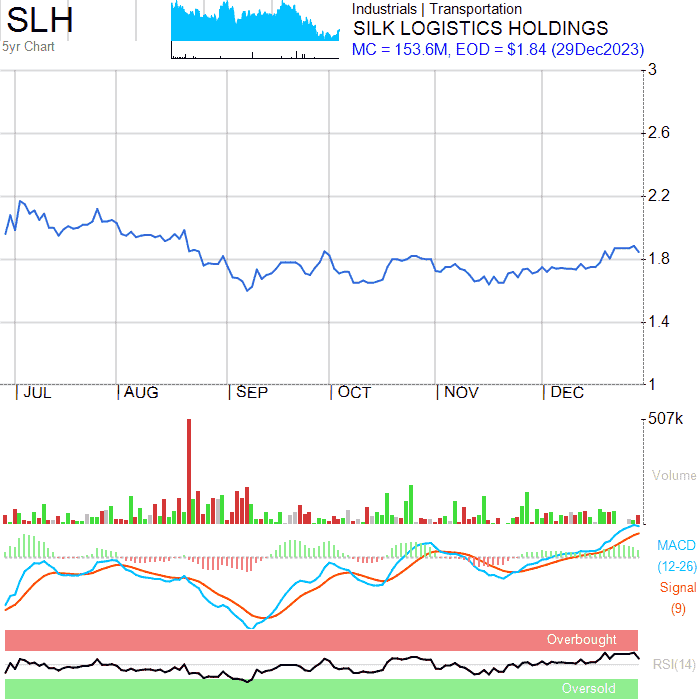 SLH
5yr Chart
Industrials | Transportation
SILK LOGISTICS HOLDINGS
MC = 153.6M, EOD = $1.84 (29Dec2023)
3
2.6
2.2
1.8
1.4
1
JUL
AUG
SEP
OCT
NOV
DEC
507k
Volume
MACD
(12-26)
Signal
(9)
Overbought
RSI(14)
Oversold